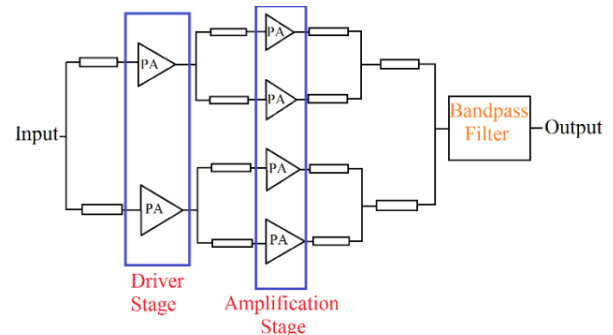 PA
PA
PA
Bandpass
Filter
Input
Output
PA
PA
PA
Driver
Stage
Amplification
Stage